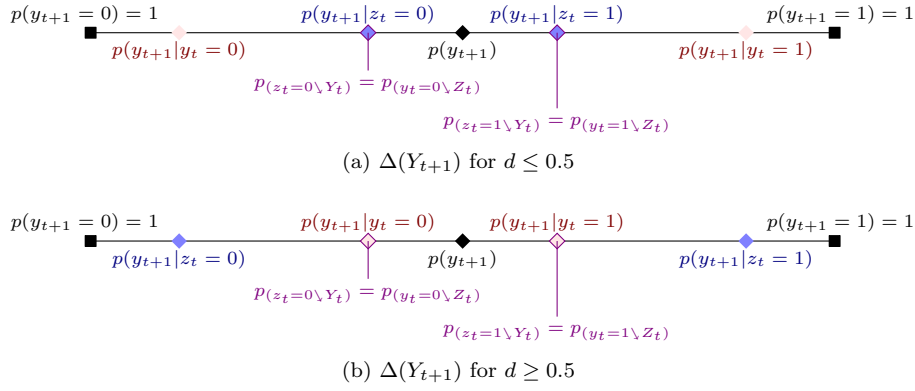 p(y_{t+1} = 0) = 1 p(y_{t+1}|z_t = 0) p(y_{t+1}|z_t = 1) p(y_{t+1} = 1) = 1
p(y_{t+1}|y_t = 0) p(y_{t+1}) p(y_{t+1}|y_t = 1)
p_{(z_t=0↘Y_t)} = p_{(y_t=0↘Z_t)}
p_{(z_t=1↘Y_t)} = p_{(y_t=1↘Z_t)}
(a) Δ(Y_{t+1}) for d ≤ 0.5
p(y_{t+1} = 0) = 1 p(y_{t+1}|y_t = 0) p(y_{t+1}|y_t = 1) p(y_{t+1} = 1) = 1
p(y_{t+1}|z_t = 0) p(y_{t+1}) p(y_{t+1}|z_t = 1)
p_{(z_t=0↘Y_t)} = p_{(y_t=0↘Z_t)}
p_{(z_t=1↘Y_t)} = p_{(y_t=1↘Z_t)}
(b) Δ(Y_{t+1}) for d ≥ 0.5